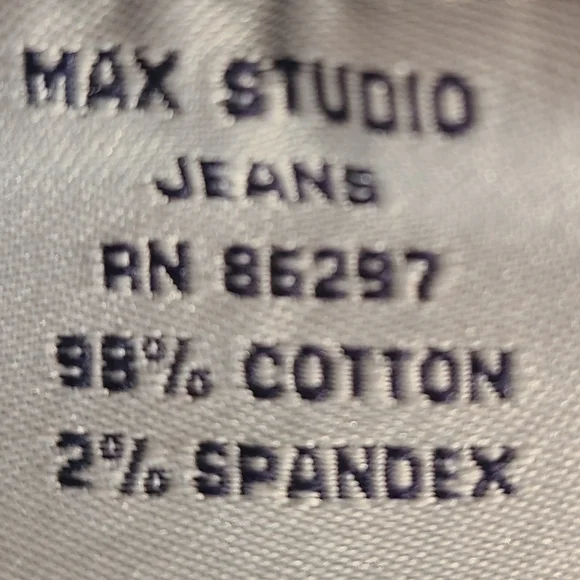 MAX STUDIO
JEANS
RN 86297
98% COTTON
2% SPANDEX